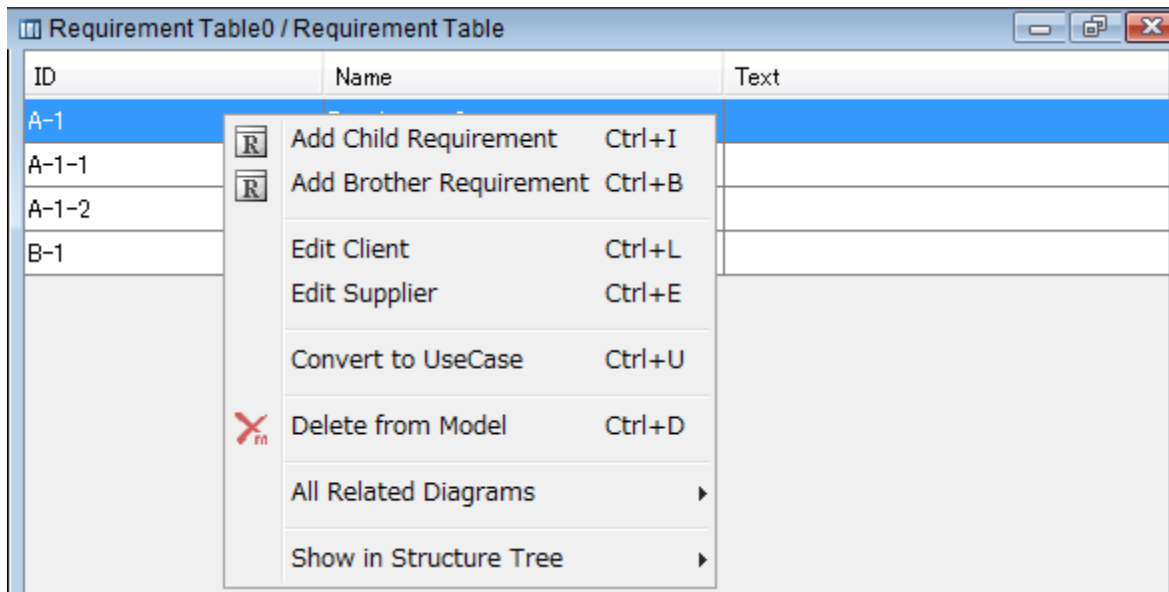 Requirement Table0 / Requirement Table
ID Name Text
A-1
R Add Child Requirement Ctrl+I
A-1-1
R Add Brother Requirement Ctrl+B
A-1-2
Edit Client Ctrl+L
B-1
Edit Supplier Ctrl+E
Convert to UseCase Ctrl+U
Delete from Model Ctrl+D
All Related Diagrams
Show in Structure Tree